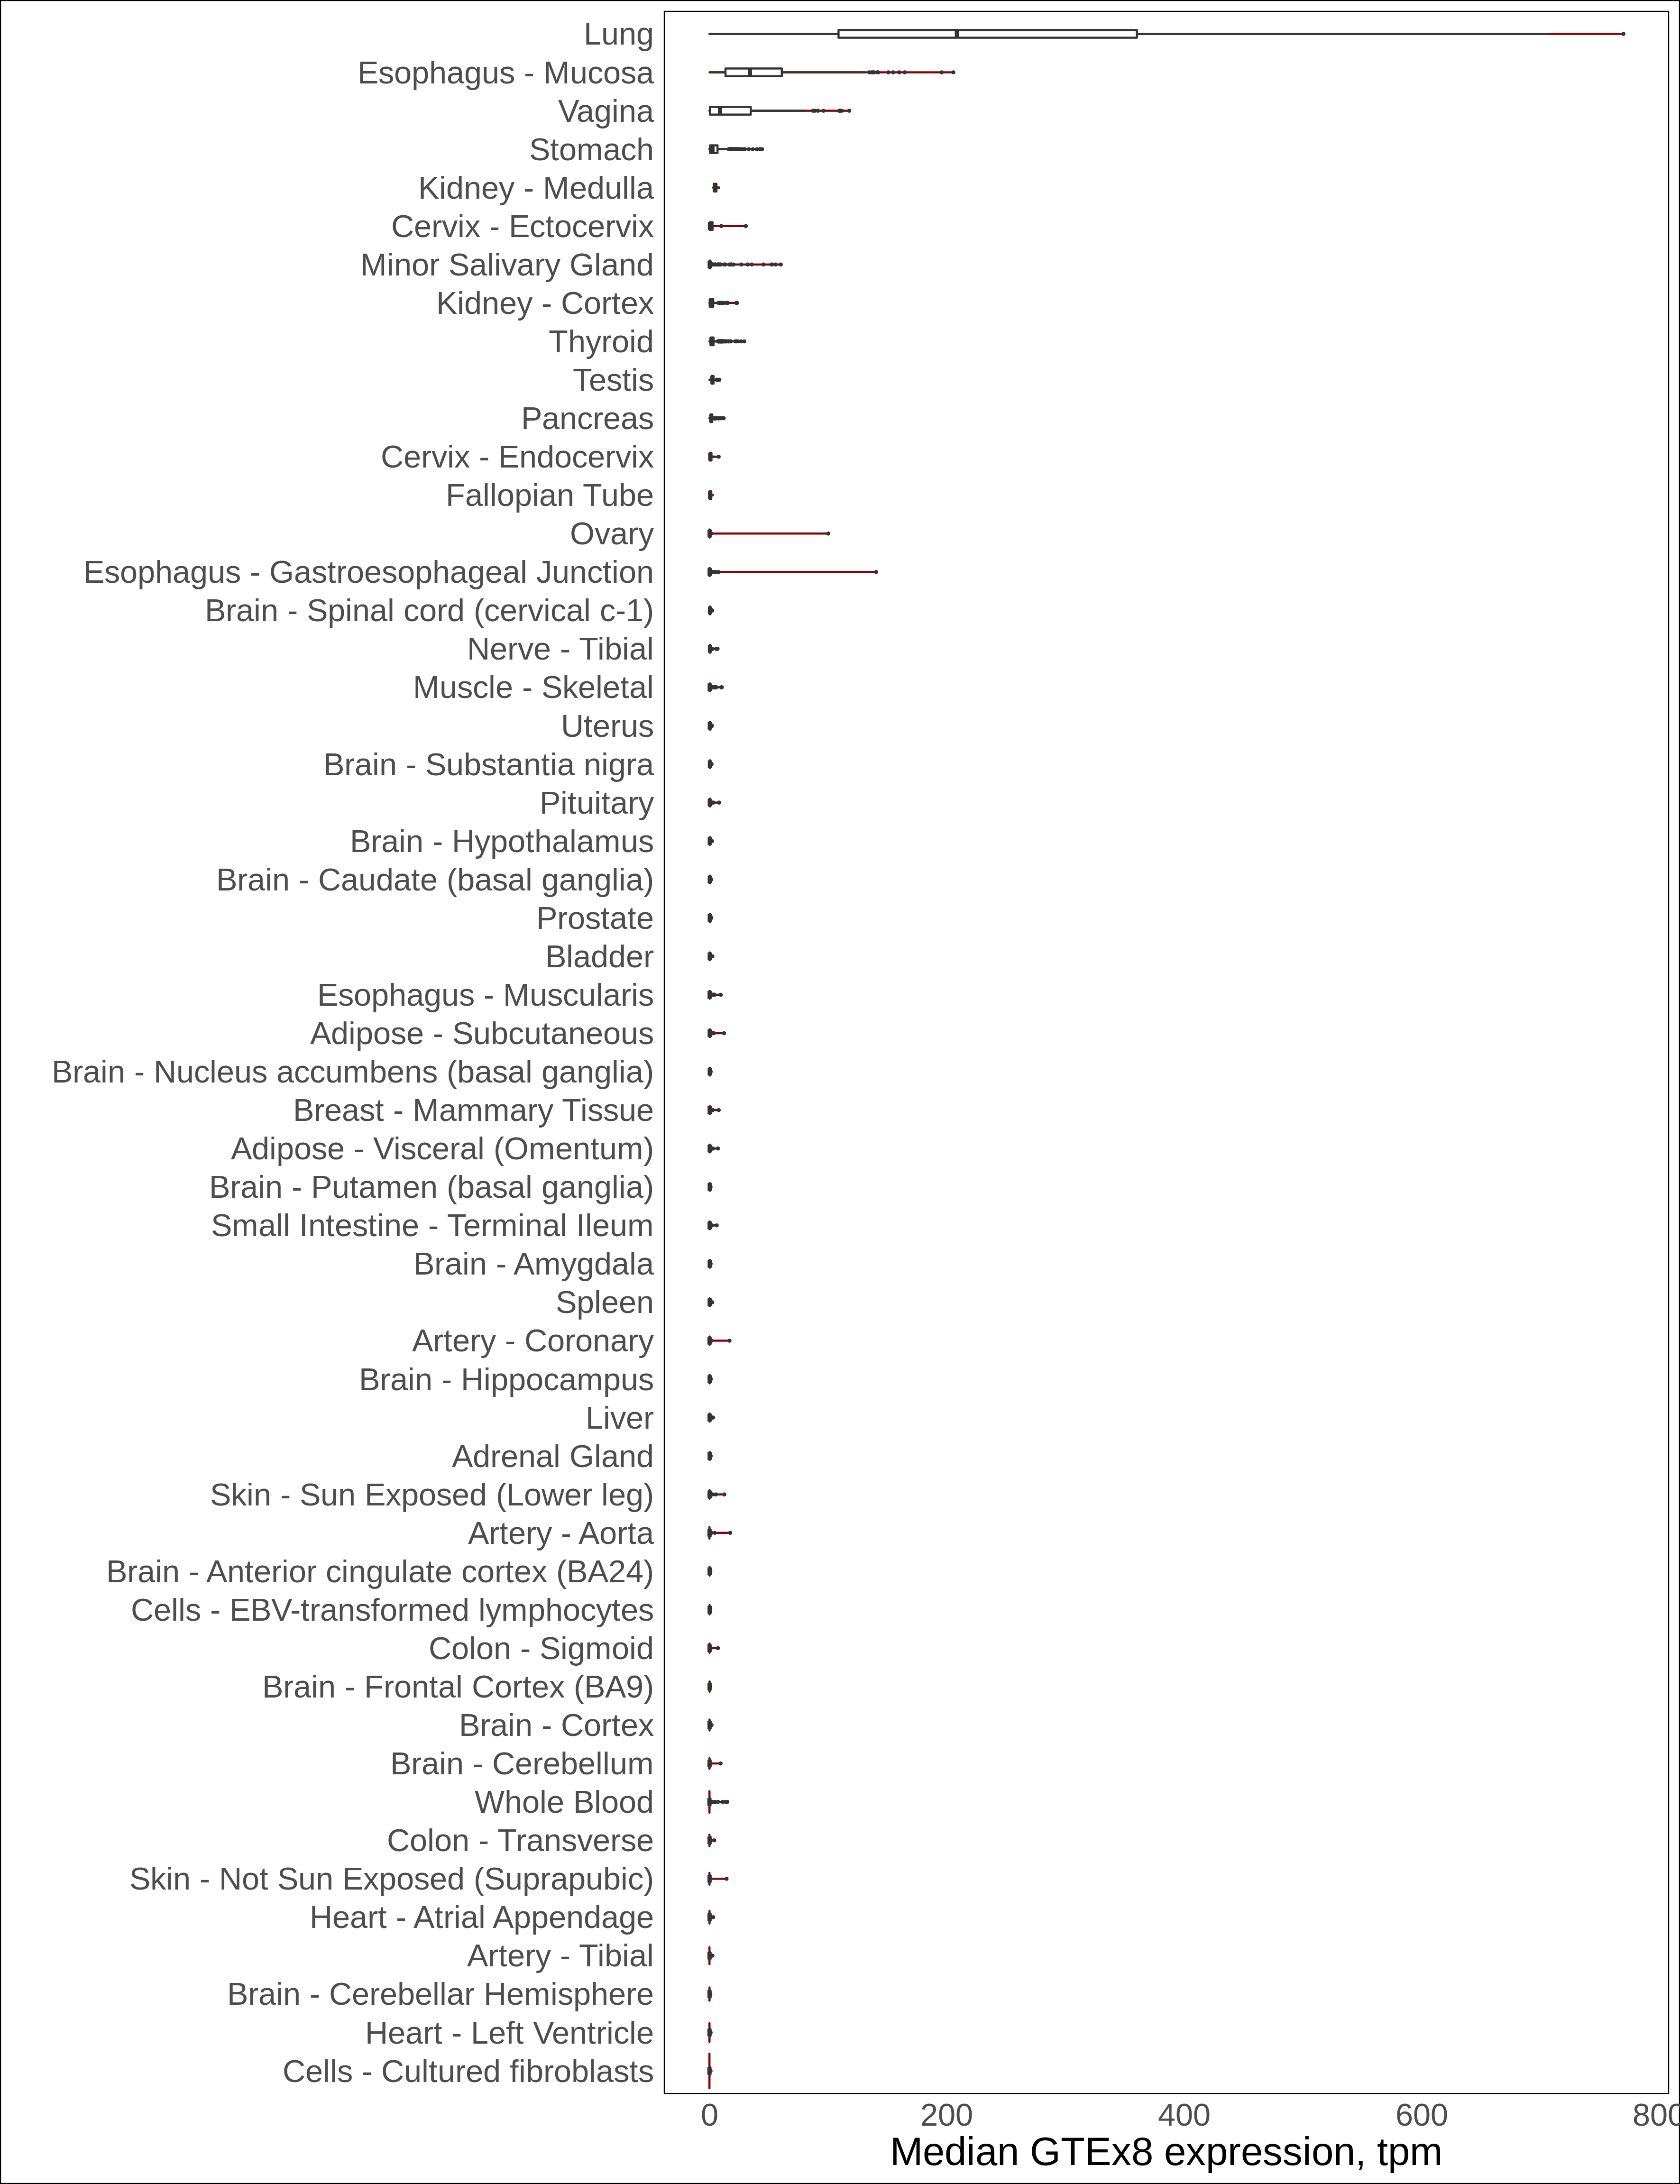 Lung
Esophagus - Mucosa
Vagina
Stomach
Kidney - Medulla
Cervix - Ectocervix
Minor Salivary Gland
Kidney - Cortex
Thyroid
Testis
Pancreas
Cervix - Endocervix
Fallopian Tube
Ovary
Esophagus - Gastroesophageal Junction
Brain - Spinal cord (cervical c-1)
Nerve - Tibial
Muscle - Skeletal
Uterus
Brain - Substantia nigra
Pituitary
Brain - Hypothalamus
Brain - Caudate (basal ganglia)
Prostate
Bladder
Esophagus - Muscularis
Adipose - Subcutaneous
Brain - Nucleus accumbens (basal ganglia)
Breast - Mammary Tissue
Adipose - Visceral (Omentum)
Brain - Putamen (basal ganglia)
Small Intestine - Terminal Ileum
Brain - Amygdala
Spleen
Artery - Coronary
Brain - Hippocampus
Liver
Adrenal Gland
Skin - Sun Exposed (Lower leg)
Artery - Aorta
Brain - Anterior cingulate cortex (BA24)
Cells - EBV-transformed lymphocytes
Colon - Sigmoid
Brain - Frontal Cortex (BA9)
Brain - Cortex
Brain - Cerebellum
Whole Blood
Colon - Transverse
Skin - Not Sun Exposed (Suprapubic)
Heart - Atrial Appendage
Artery - Tibial
Brain - Cerebellar Hemisphere
Heart - Left Ventricle
Cells - Cultured fibroblasts
0 200 400 600 800
Median GTEx8 expression, tpm